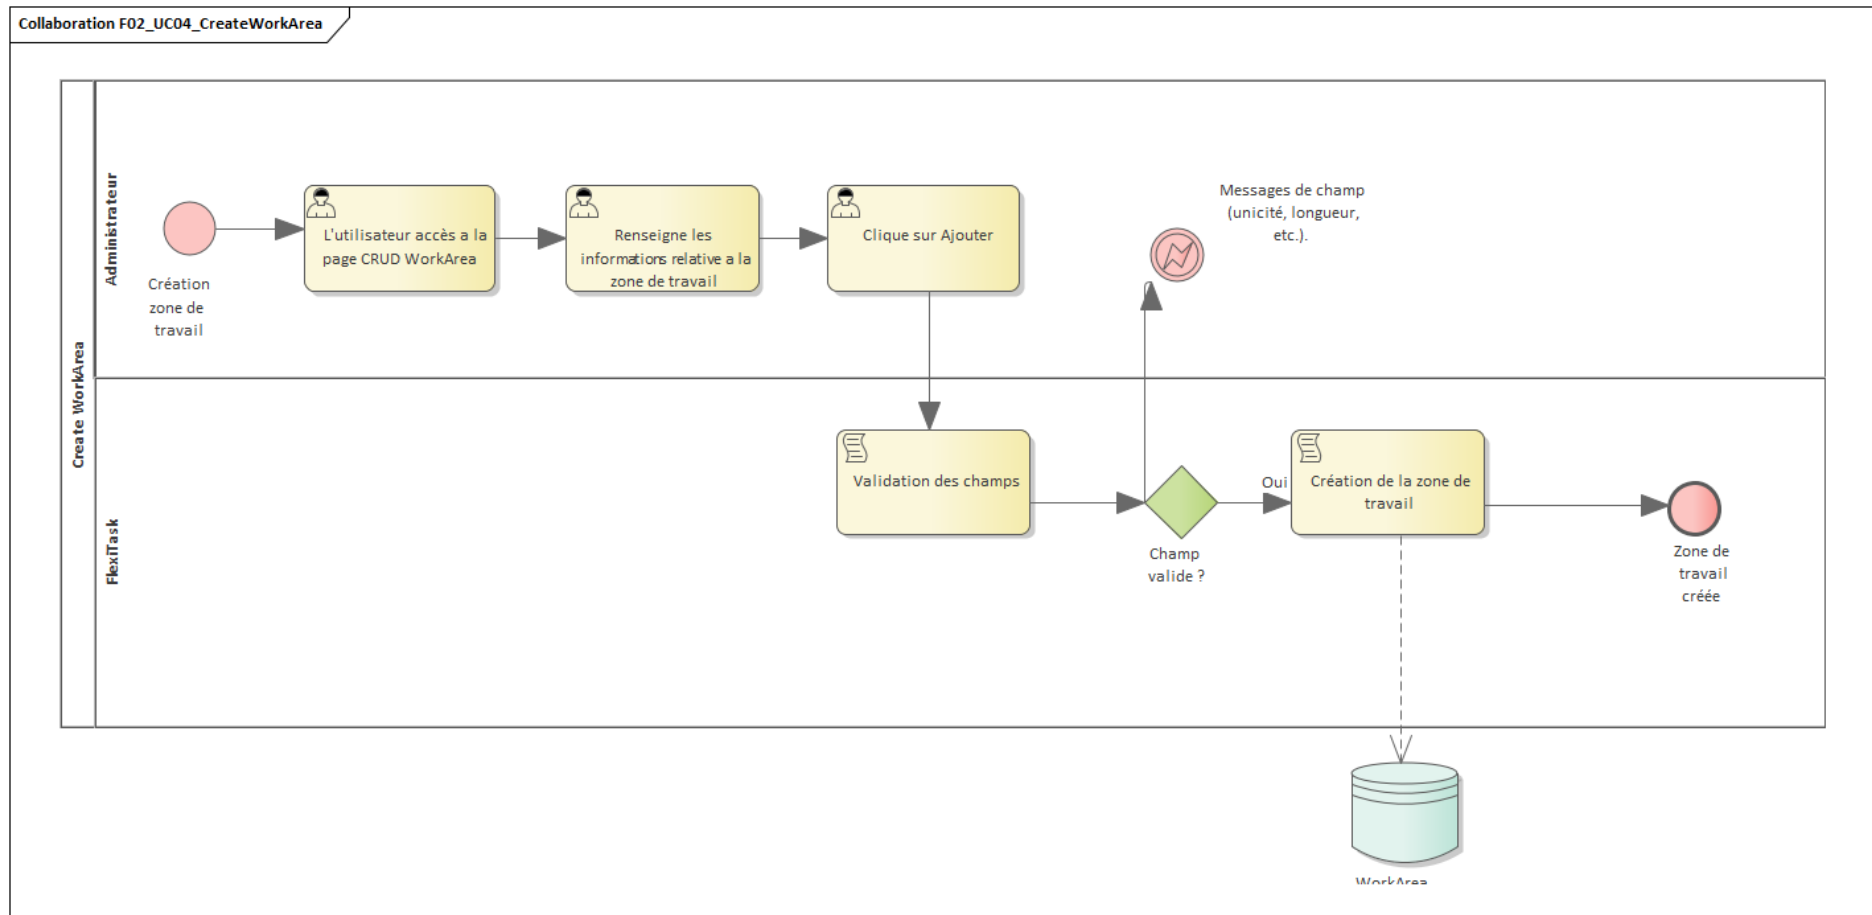 Collaboration F02_UC04_CreateWorkArea
Create WorkArea
Administrateur
Création
zone de
travail
L'utilisateur accès a la
page CRUD WorkArea
Renseigne les
informations relative a la
zone de travail
Clique sur Ajouter
Messages de champ
(unicité, longueur,
etc.).
FlexiTask
Validation des champs
Champ
valide ?
Oui
Création de la zone de
travail
Zone de
travail
créée
WorkArea